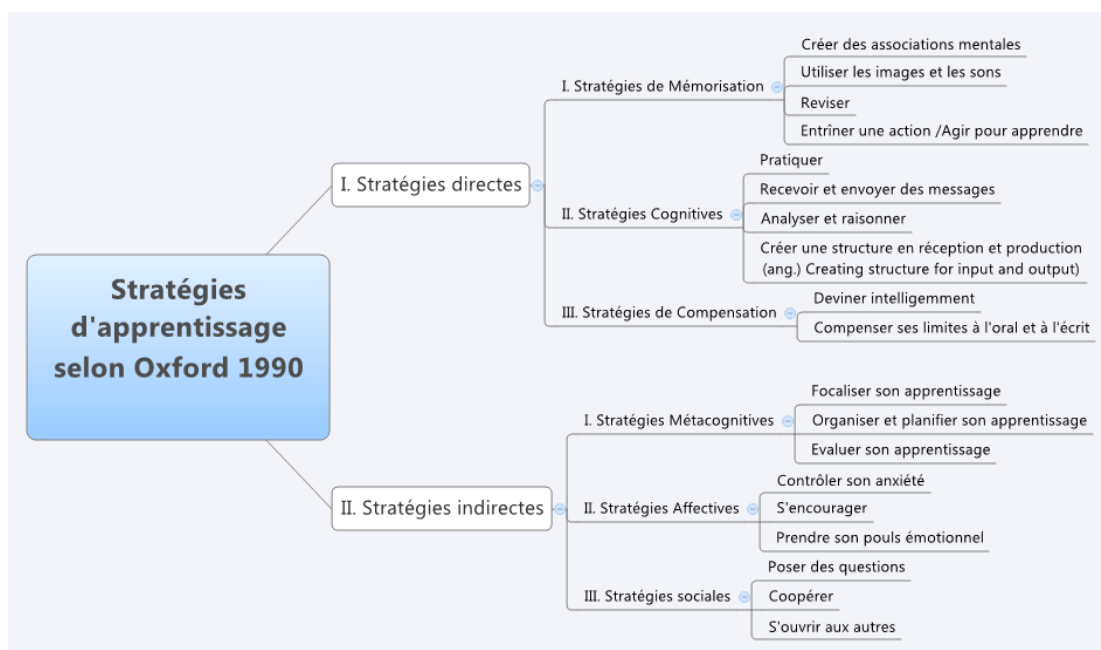 Stratégies
d'apprentissage
selon Oxford 1990
I. Stratégies directes
I. Stratégies de Mémorisation
Créer des associations mentales
Utiliser les images et les sons
Reviser
Entrîner une action /Agir pour apprendre
II. Stratégies Cognitives
Pratiquer
Recevoir et envoyer des messages
Analyser et raisonner
Créer une structure en réception et production
(ang.) Creating structure for input and output)
III. Stratégies de Compensation
Deviner intelligemment
Compenser ses limites à l'oral et à l'écrit
II. Stratégies indirectes
I. Stratégies Métacognitives
Focaliser son apprentissage
Organiser et planifier son apprentissage
Evaluer son apprentissage
II. Stratégies Affectives
Contrôler son anxiété
S'encourager
Prendre son pouls émotionnel
III. Stratégies sociales
Poser des questions
Coopérer
S'ouvrir aux autres